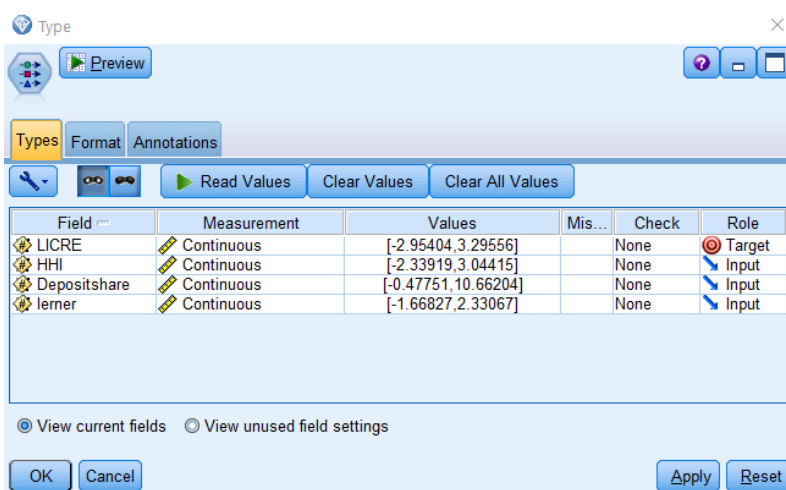 Type
Preview
Types Format Annotations
Read Values Clear Values Clear All Values
Field Measurement Values Mis... Check Role
LICRE Continuous [-2.95404,3.29556] None Target
HHI Continuous [-2.33919,3.04415] None Input
Depositshare Continuous [-0.47751,10.66204] None Input
lerner Continuous [-1.66827,2.33067] None Input
View current fields View unused field settings
OK Cancel Apply Reset